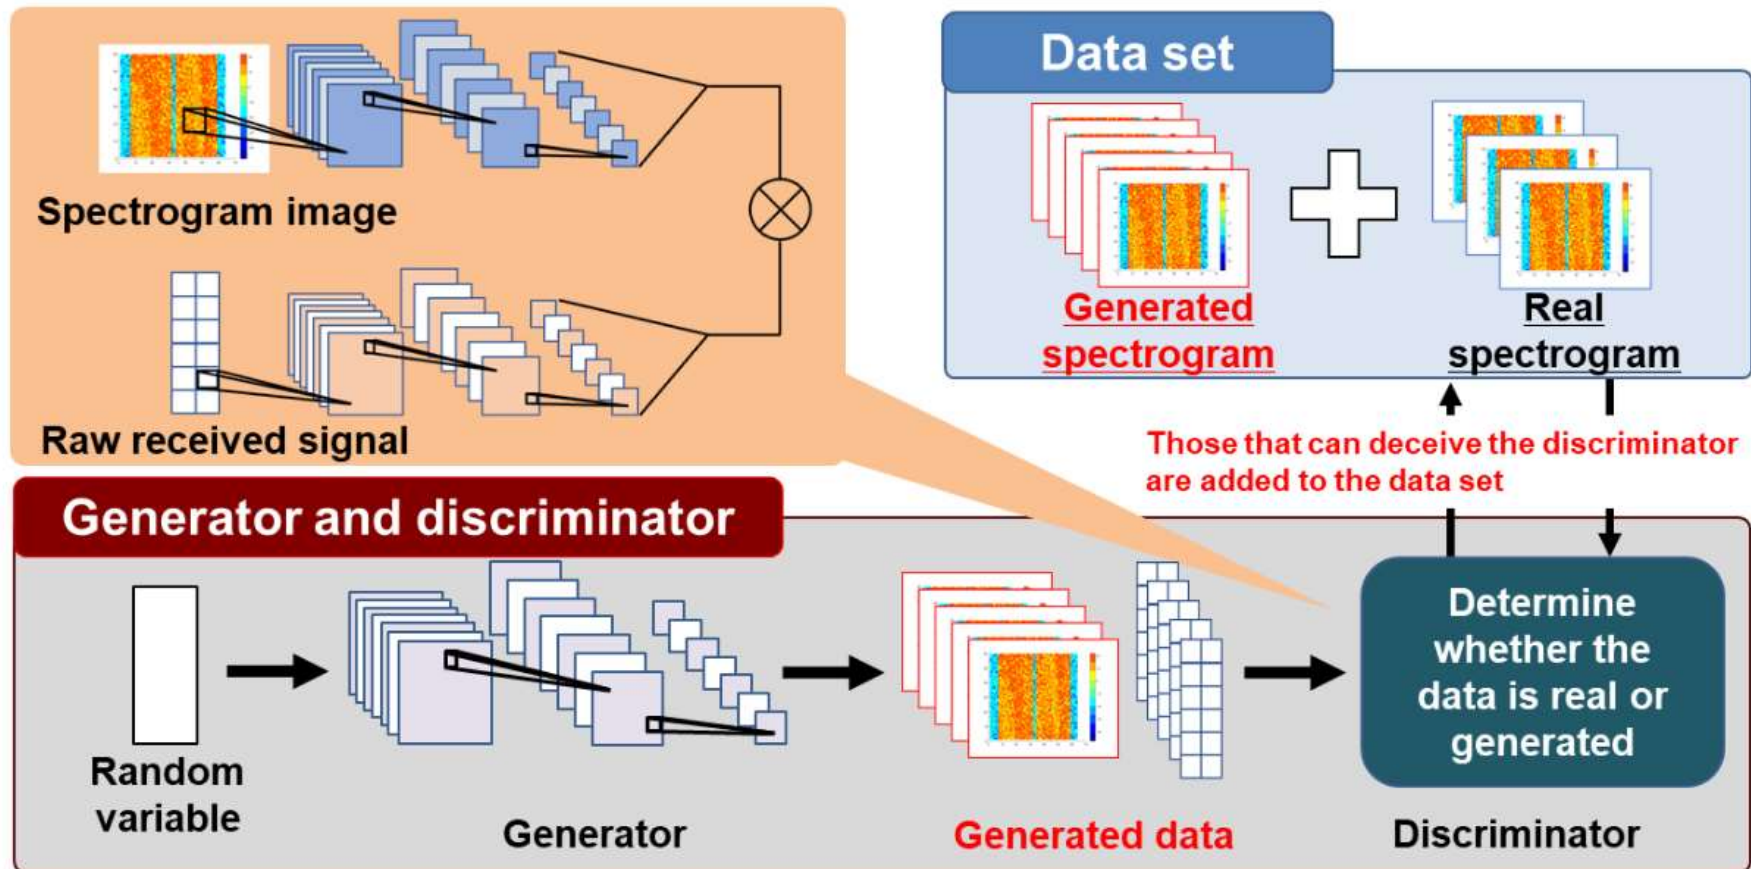 Spectrogram image
Raw received signal
Data set
Generated
spectrogram
Real
spectrogram
Those that can deceive the discriminator
are added to the data set
Generator and discriminator
Random
variable
Generator
Generated data
Determine
whether the
data is real or
generated
Discriminator